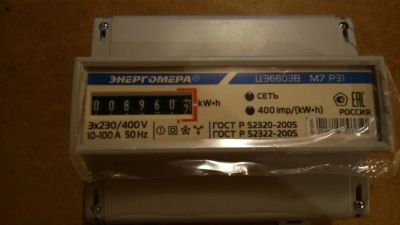 ЭНЕРГОМЕРА®
ЦЭ6803В М7 Р31
008960 kW•h
СЕТЬ
400 imp/(kW•h)
3x230/400 V
10-100 A 50 Hz
ГОСТ Р 52320-2005
ГОСТ Р 52322-2005
ЕАС
РОССИЯ